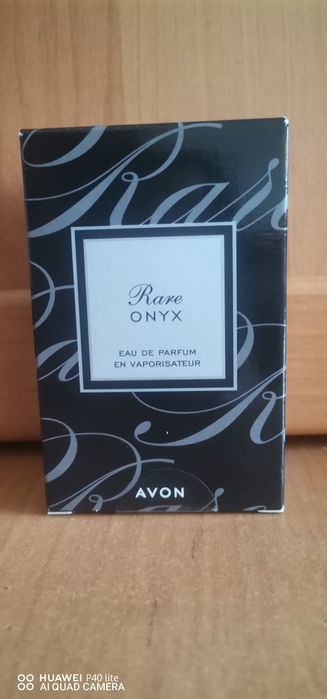 Rare
ONYX
EAU DE PARFUM
EN VAPORISATEUR
AVON
HUAWEI P40 lite
AI QUAD CAMERA